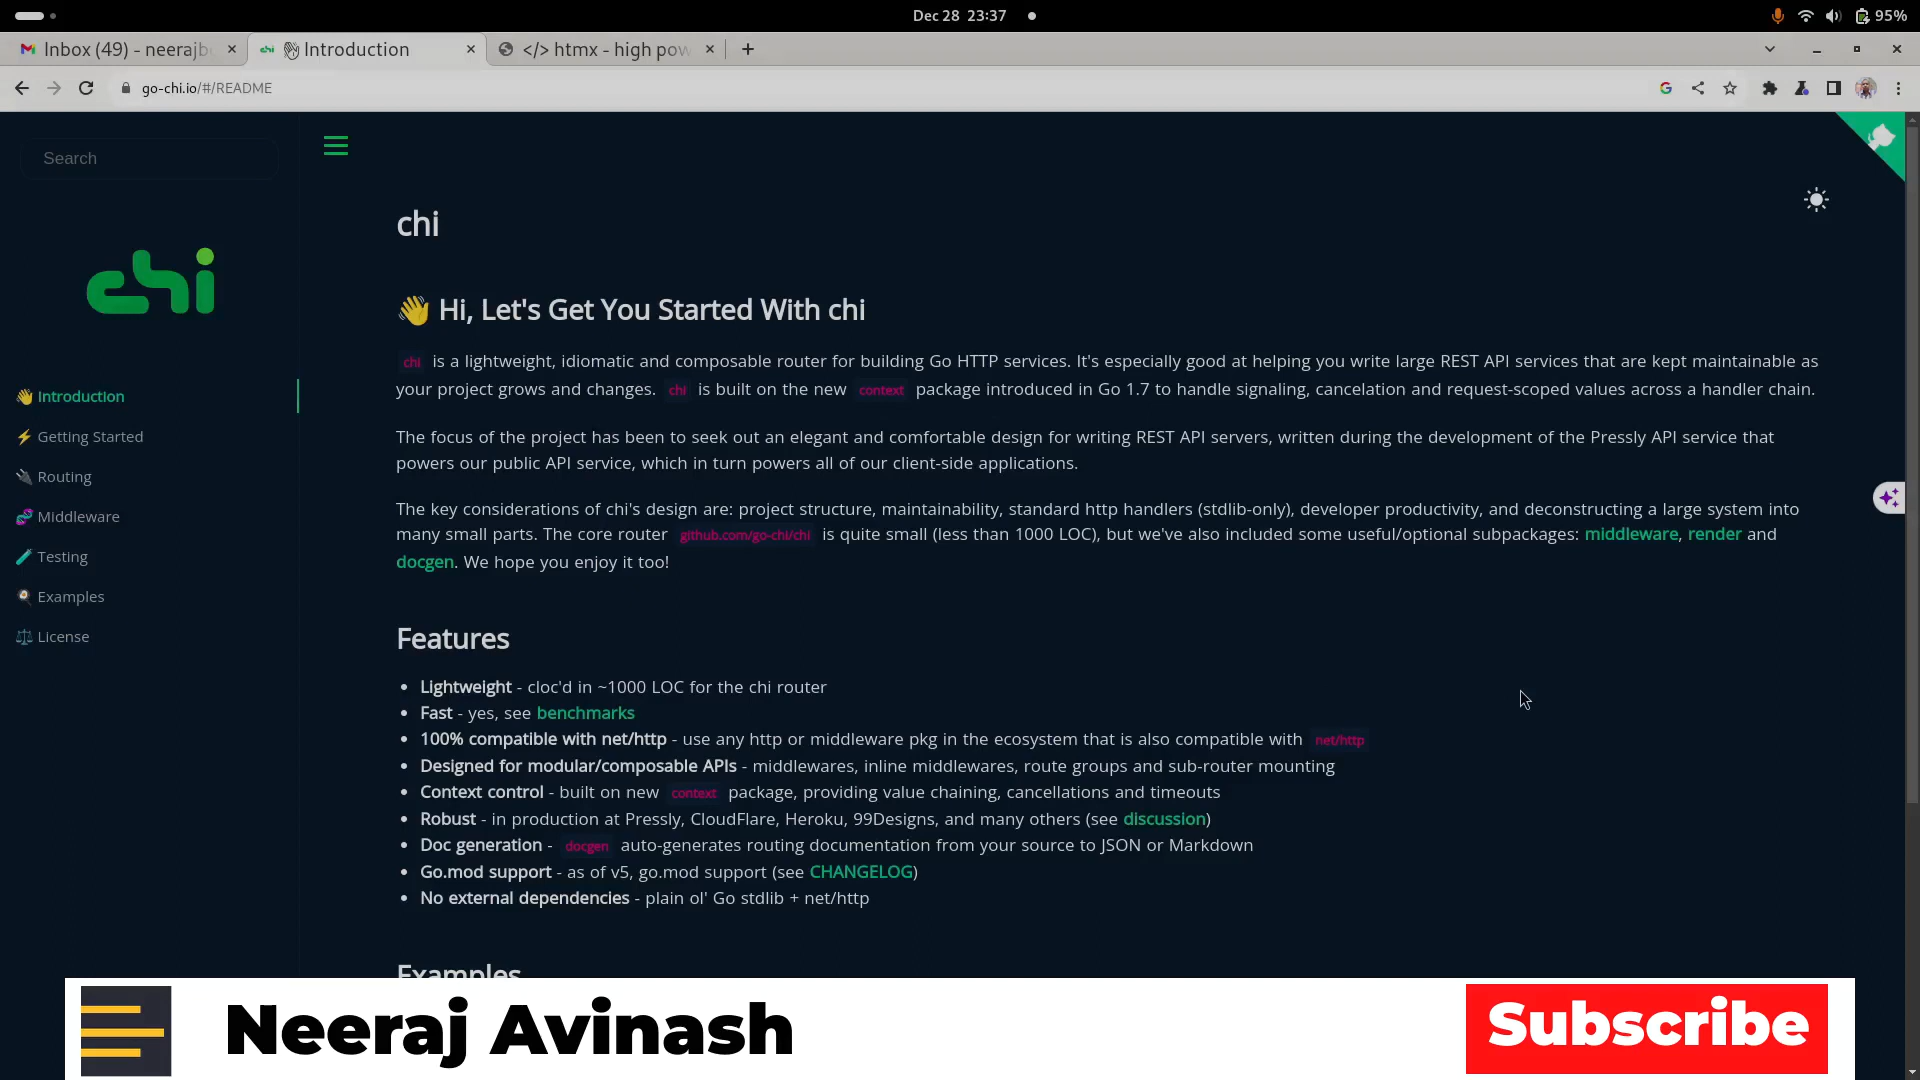 Dec 28 23:37
95%
Inbox (49) - neerajb
👋 Introduction
</> htmx - high pow
go-chi.io/#/README
Search
chi
👋 Introduction
⚡ Getting Started
🔌 Routing
🧬 Middleware
🧪 Testing
🍳 Examples
⚖️ License
chi
👋 Hi, Let's Get You Started With chi
chi is a lightweight, idiomatic and composable router for building Go HTTP services. It's especially good at helping you write large REST API services that are kept maintainable as
your project grows and changes. chi is built on the new context package introduced in Go 1.7 to handle signaling, cancelation and request-scoped values across a handler chain.
The focus of the project has been to seek out an elegant and comfortable design for writing REST API servers, written during the development of the Pressly API service that
powers our public API service, which in turn powers all of our client-side applications.
The key considerations of chi's design are: project structure, maintainability, standard http handlers (stdlib-only), developer productivity, and deconstructing a large system into
many small parts. The core router github.com/go-chi/chi is quite small (less than 1000 LOC), but we've also included some useful/optional subpackages: middleware, render and
docgen. We hope you enjoy it too!
Features
• Lightweight - cloc'd in ~1000 LOC for the chi router
• Fast - yes, see benchmarks
• 100% compatible with net/http - use any http or middleware pkg in the ecosystem that is also compatible with net/http
• Designed for modular/composable APIs - middlewares, inline middlewares, route groups and sub-router mounting
• Context control - built on new context package, providing value chaining, cancellations and timeouts
• Robust - in production at Pressly, CloudFlare, Heroku, 99Designs, and many others (see discussion)
• Doc generation - docgen auto-generates routing documentation from your source to JSON or Markdown
• Go.mod support - as of v5, go.mod support (see CHANGELOG)
• No external dependencies - plain ol' Go stdlib + net/http
Examples
Neeraj Avinash
Subscribe